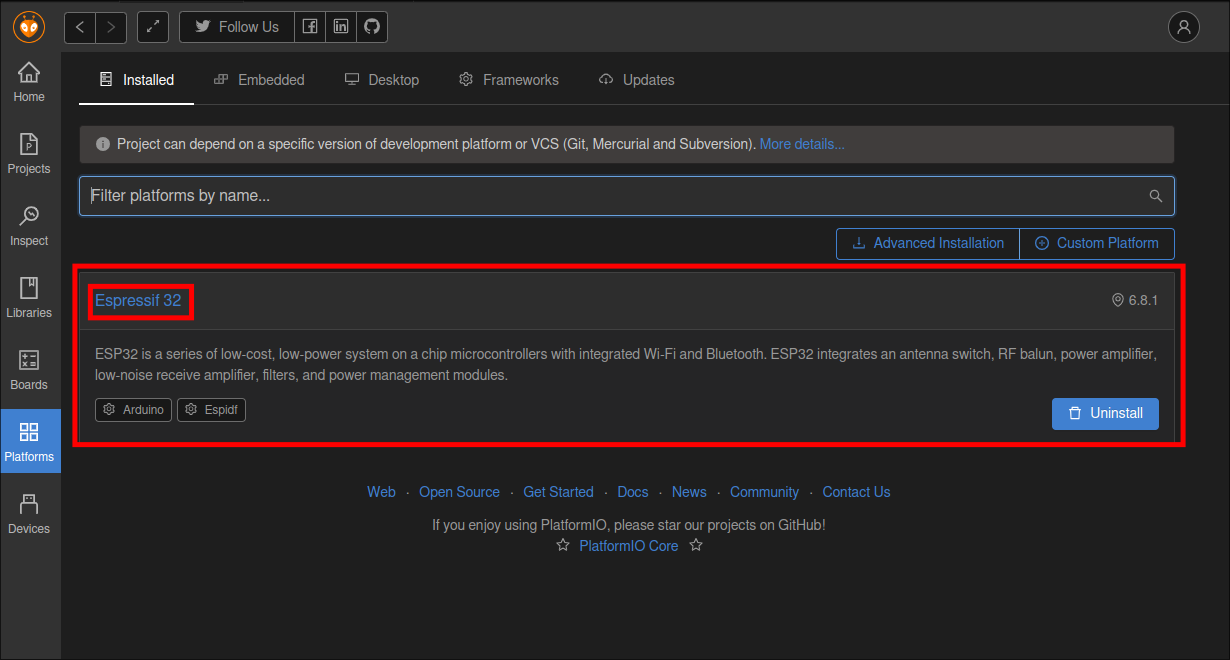 Follow Us
Home
Projects
Inspect
Libraries
Boards
Platforms
Devices
Installed Embedded Desktop Frameworks Updates
Project can depend on a specific version of development platform or VCS (Git, Mercurial and Subversion). More details...
Filter platforms by name...
Advanced Installation Custom Platform
Espressif 32 6.8.1
ESP32 is a series of low-cost, low-power system on a chip microcontrollers with integrated Wi-Fi and Bluetooth. ESP32 integrates an antenna switch, RF balun, power amplifier,
low-noise receive amplifier, filters, and power management modules.
Arduino Espidf
Uninstall
Web · Open Source · Get Started · Docs · News · Community · Contact Us
If you enjoy using PlatformIO, please star our projects on GitHub!
PlatformIO Core